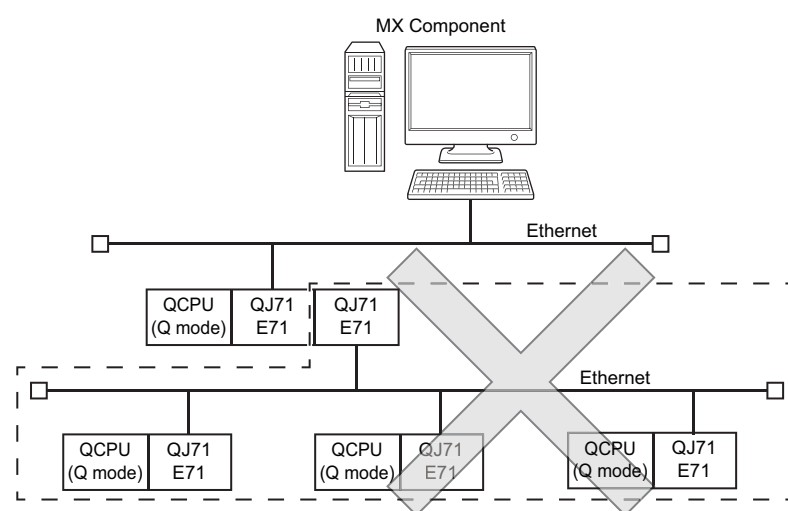 MX Component
Ethernet
QCPU
(Q mode)
QJ71
E71
QJ71
E71
Ethernet
QCPU
(Q mode)
QJ71
E71
QCPU
(Q mode)
QJ71
E71
QCPU
(Q mode)
QJ71
E71